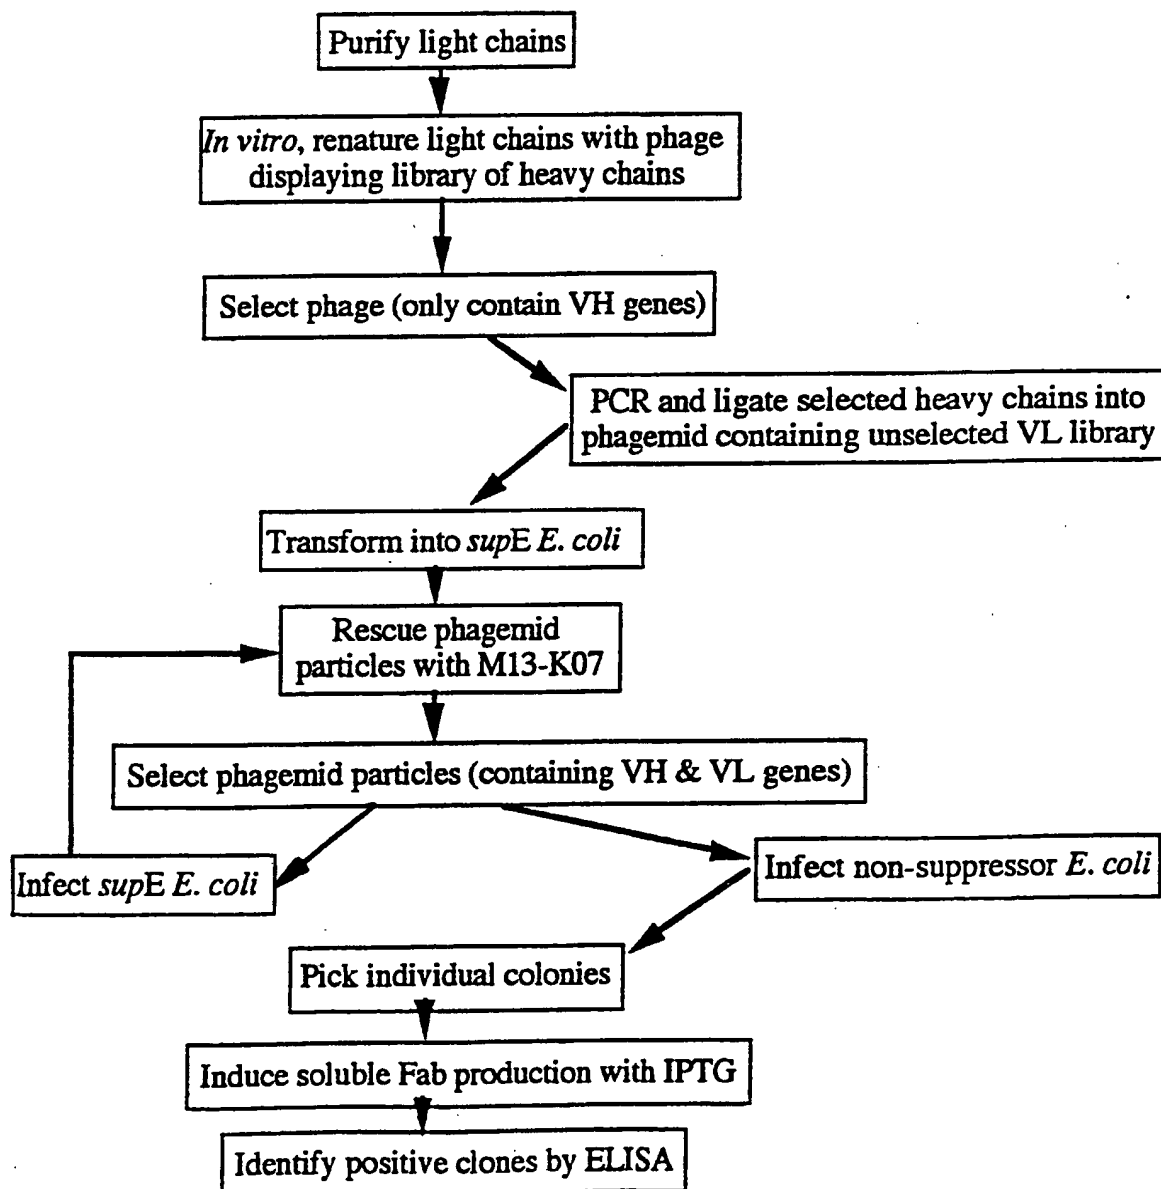 Purify light chains
In vitro, renature light chains with phage
displaying library of heavy chains
Select phage (only contain VH genes)
PCR and ligate selected heavy chains into
phagemid containing unselected VL library
Transform into supE E. coli
Rescue phagemid
particles with M13-K07
Select phagemid particles (containing VH & VL genes)
Infect supE E. coli
Infect non-suppressor E. coli
Pick individual colonies
Induce soluble Fab production with IPTG
Identify positive clones by ELISA